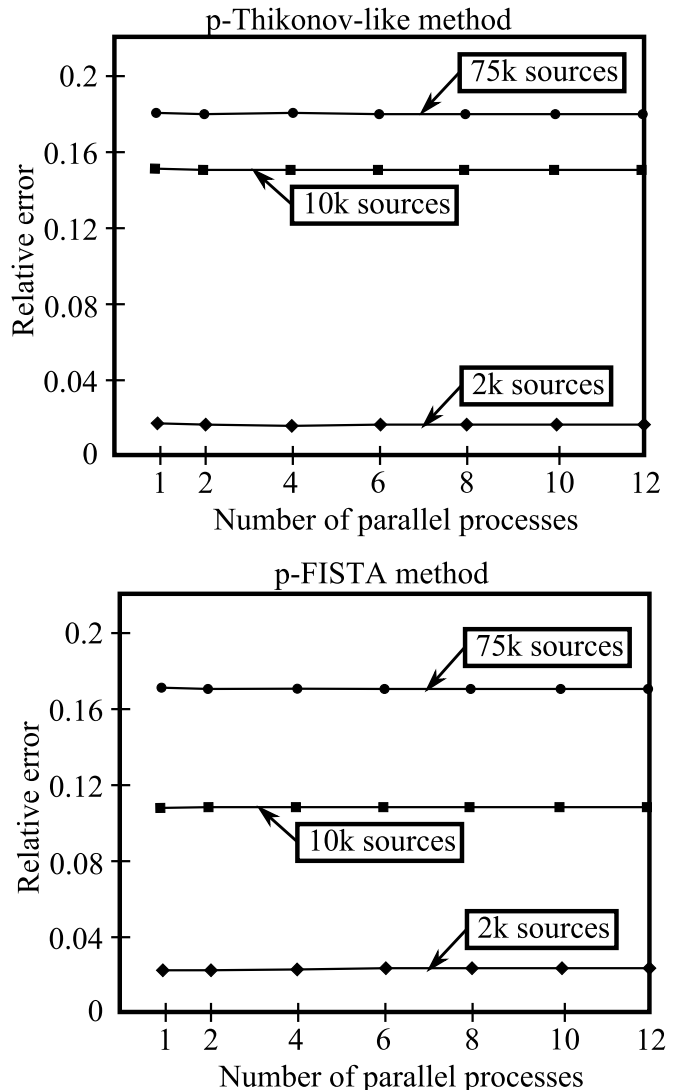 p-Thikonov-like method
0.2
75k sources
0.16
10k sources
0.12
Relative error
0.08
0.04
2k sources
0
1 2 4 6 8 10 12
Number of parallel processes
p-FISTA method
0.2
75k sources
0.16
0.12
Relative error
10k sources
0.08
0.04
2k sources
0
1 2 4 6 8 10 12
Number of parallel processes